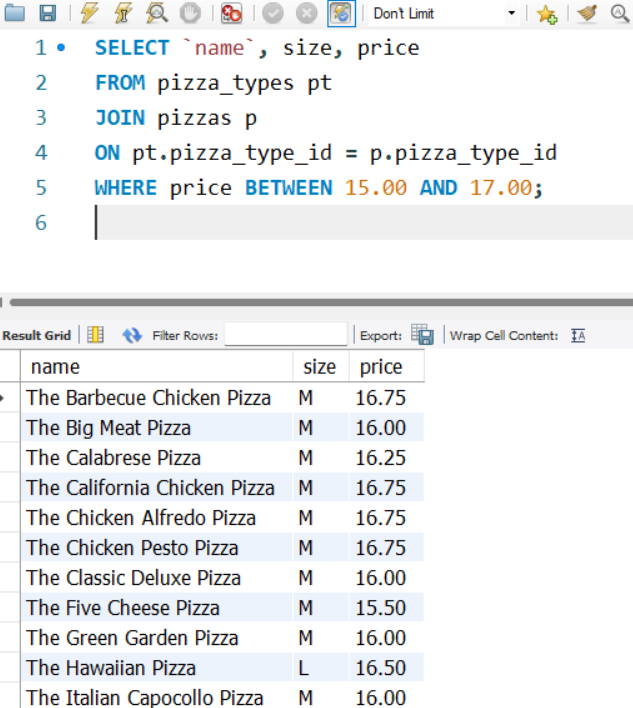 Don't Limit
1 SELECT `name`, size, price
2 FROM pizza_types pt
3 JOIN pizzas p
4 ON pt.pizza_type_id = p.pizza_type_id
5 WHERE price BETWEEN 15.00 AND 17.00;
6
Result Grid Filter Rows: Export: Wrap Cell Content:
name size price
The Barbecue Chicken Pizza M 16.75
The Big Meat Pizza M 16.00
The Calabrese Pizza M 16.25
The California Chicken Pizza M 16.75
The Chicken Alfredo Pizza M 16.75
The Chicken Pesto Pizza M 16.75
The Classic Deluxe Pizza M 16.00
The Five Cheese Pizza M 15.50
The Green Garden Pizza M 16.00
The Hawaiian Pizza L 16.50
The Italian Capocollo Pizza M 16.00